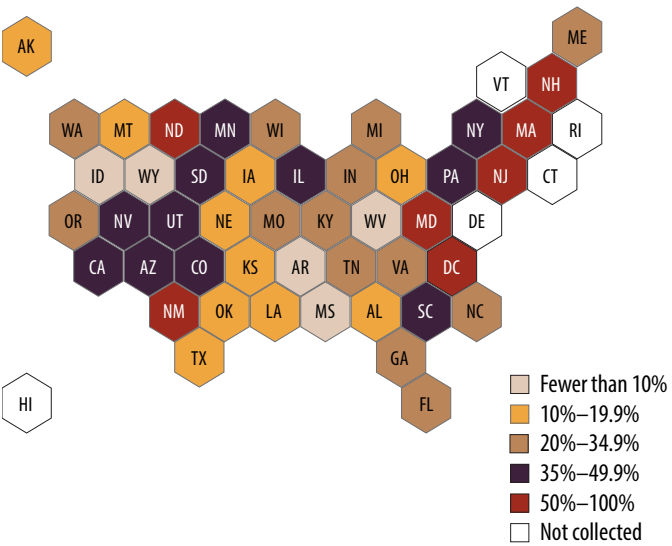 AK
ME
VT
NH
WA
MT
ND
MN
WI
MI
NY
MA
RI
ID
WY
SD
IA
IL
IN
OH
PA
NJ
CT
OR
NV
UT
NE
MO
KY
WV
MD
DE
CA
AZ
CO
KS
AR
TN
VA
DC
NM
OK
LA
MS
AL
SC
NC
TX
GA
HI
FL
Fewer than 10%
10%–19.9%
20%–34.9%
35%–49.9%
50%–100%
Not collected